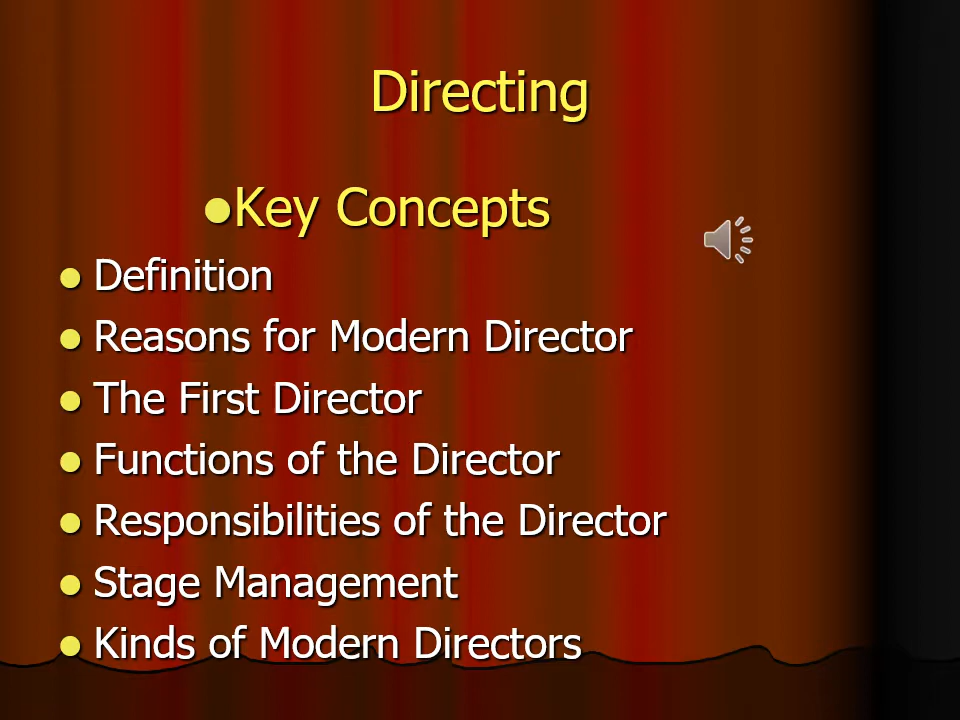 Directing
●Key Concepts
● Definition
● Reasons for Modern Director
● The First Director
● Functions of the Director
● Responsibilities of the Director
● Stage Management
● Kinds of Modern Directors